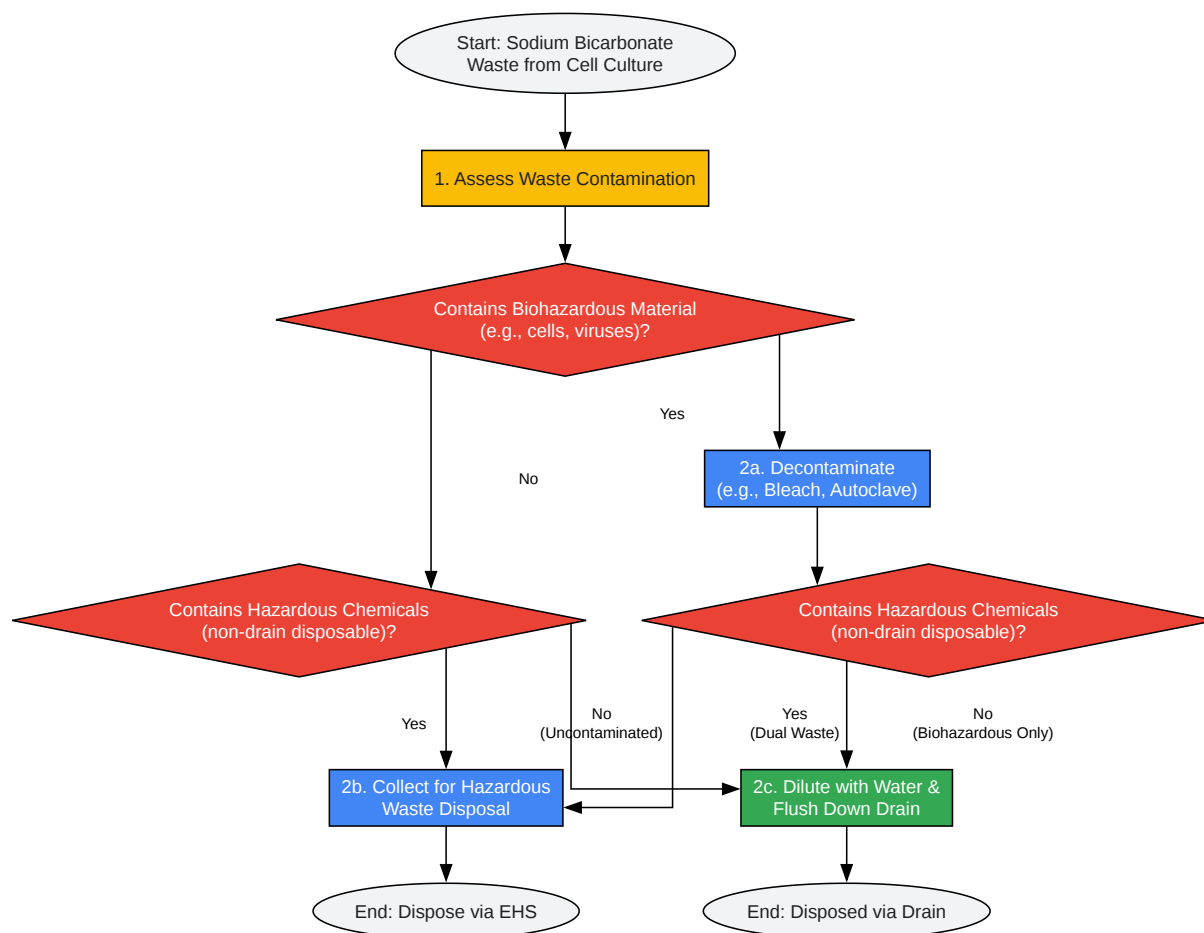 Start: Sodium Bicarbonate
Waste from Cell Culture
1. Assess Waste Contamination
Contains Biohazardous Material
(e.g., cells, viruses)?
Yes
2a. Decontaminate
(e.g., Bleach, Autoclave)
No
Contains Hazardous Chemicals
(non-drain disposable)?
Contains Hazardous Chemicals
(non-drain disposable)?
Yes
No
(Uncontaminated)
Yes
(Dual Waste)
No
(Biohazardous Only)
2b. Collect for Hazardous
Waste Disposal
2c. Dilute with Water &
Flush Down Drain
End: Dispose via EHS
End: Disposed via Drain